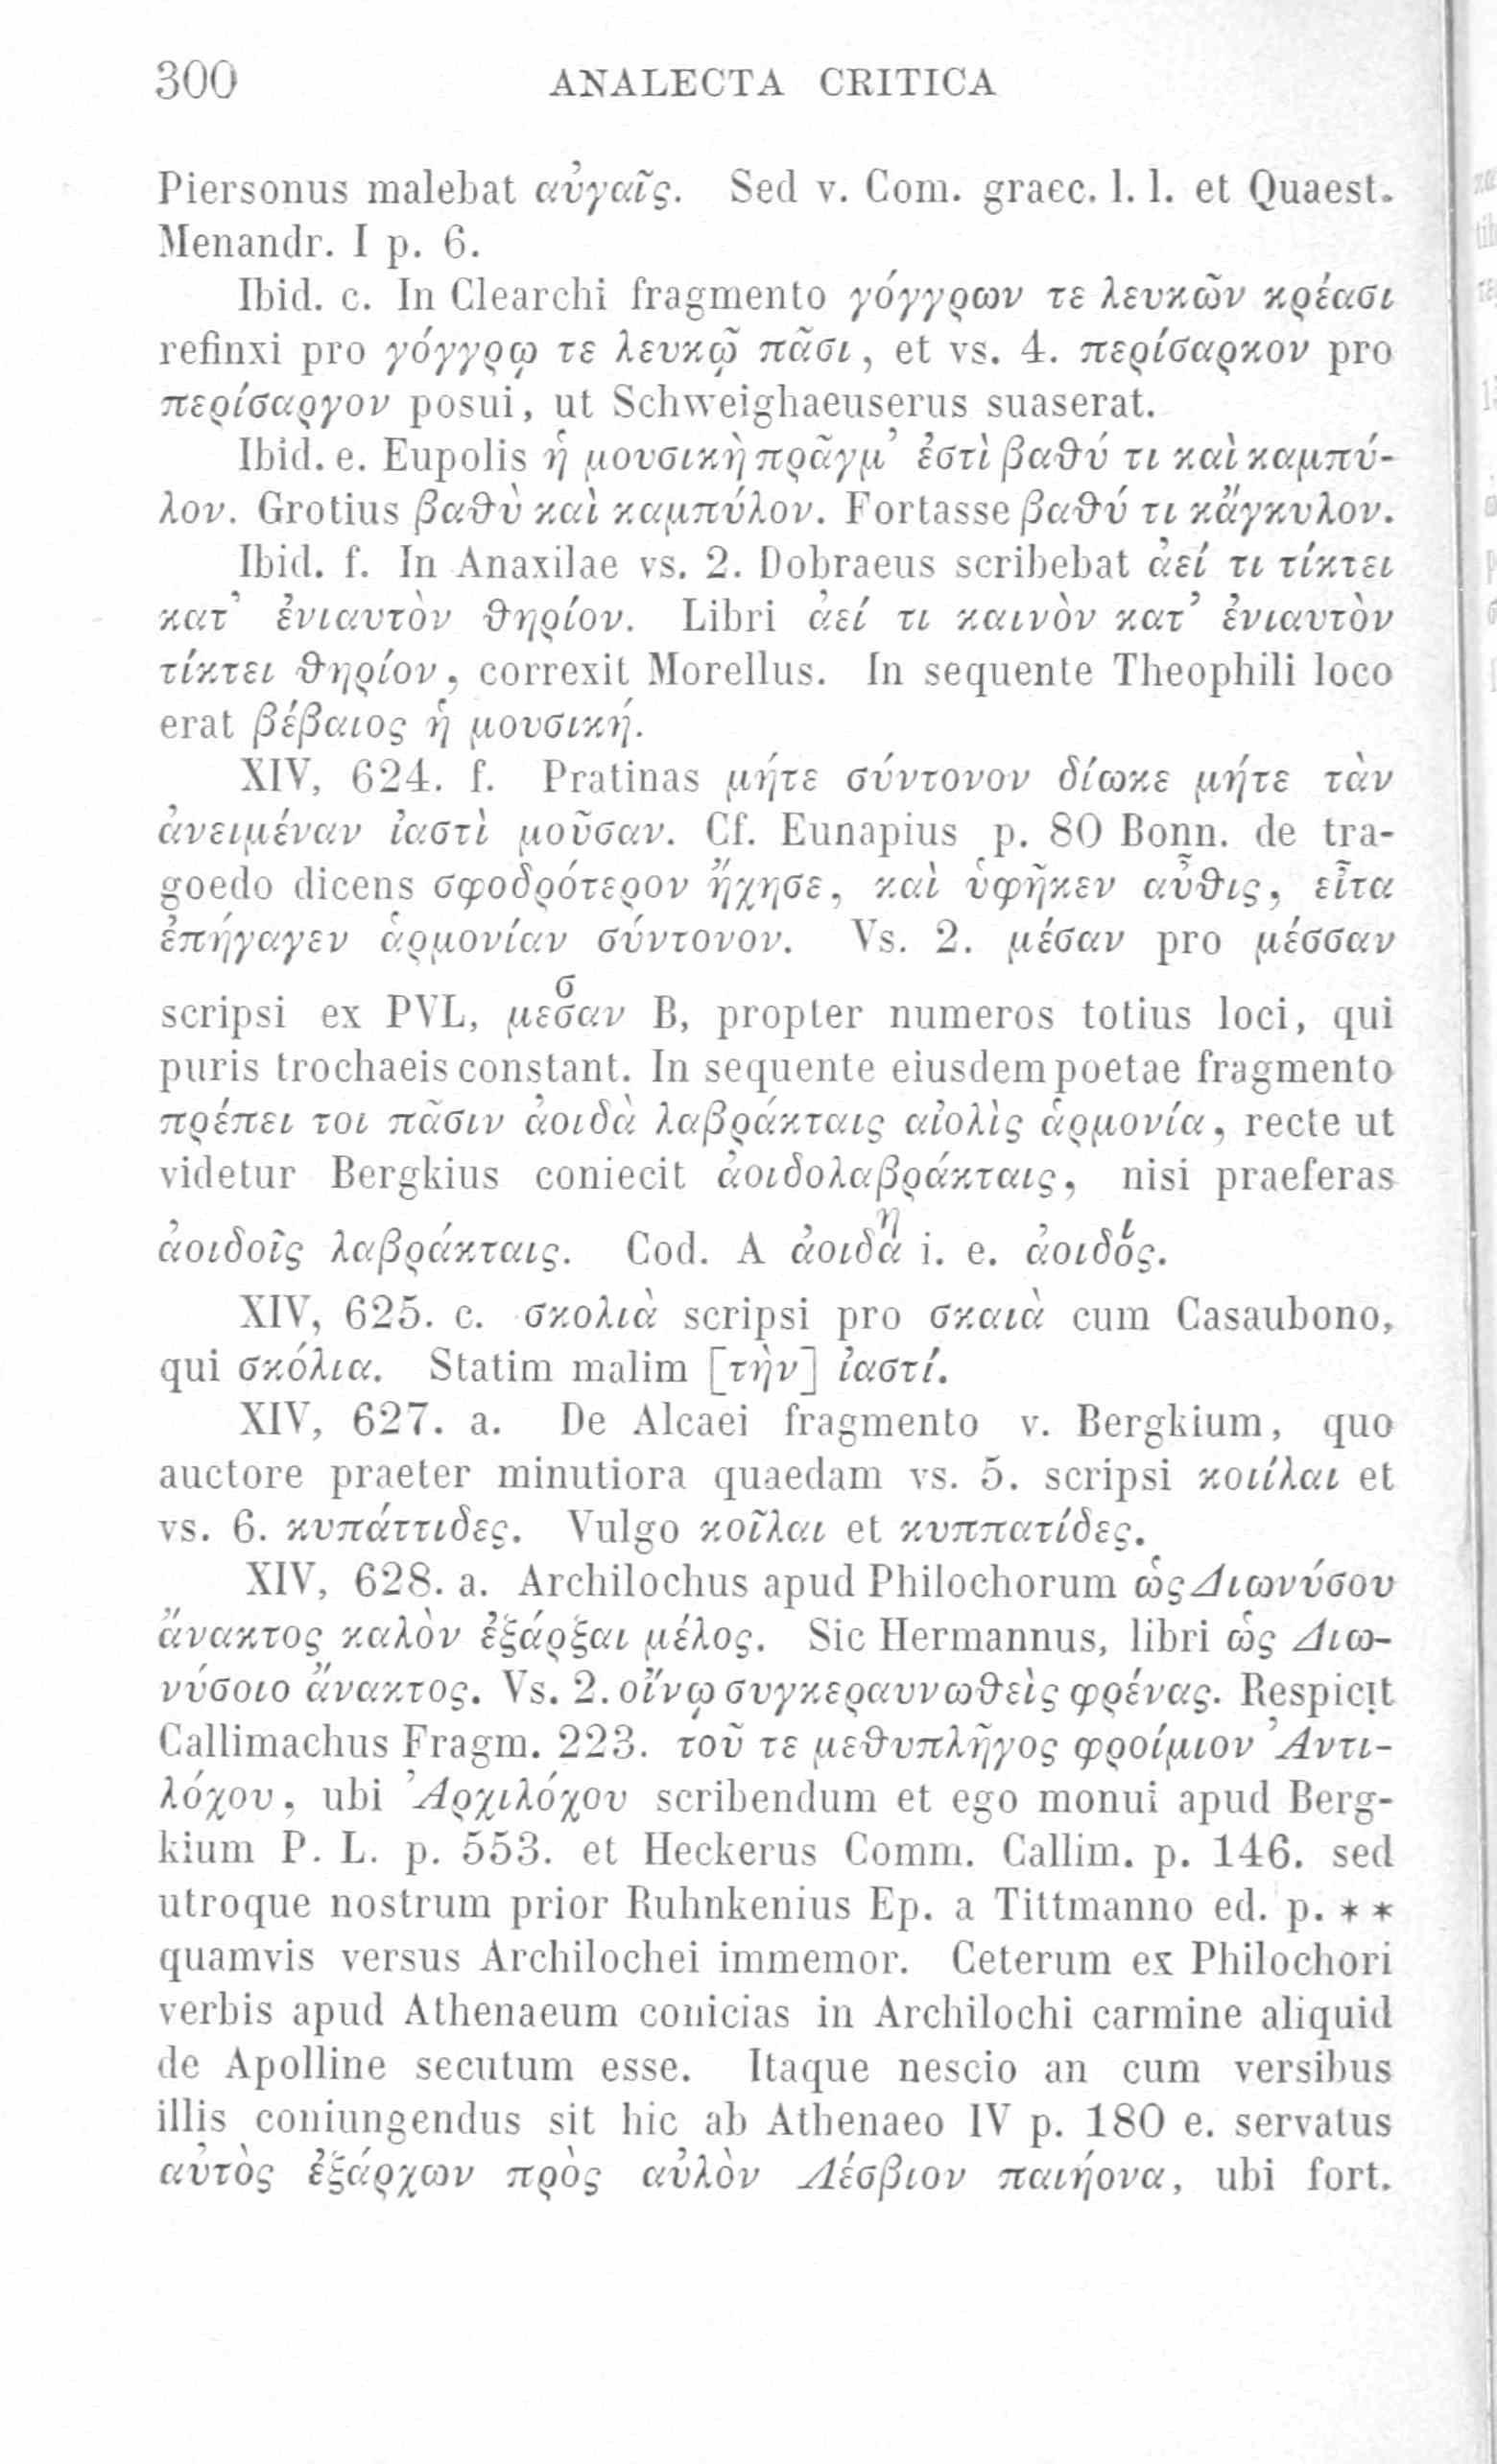 300 ANALECTA CRITICA
Piersonus malebat αὐγαῖς. Sed v. Com. graec. l. l. et Quaest.
Menandr. I p. 6.
Ibid. c. In Clearchi fragmento γόγγρων τε λευκῶν κρέασι
refinxi pro γόγγρῳ τε λευκῷ πᾶσι, et vs. 4. περίσαρκον pro
περίσαργον posui, ut Schweighaeuserus suaserat.
Ibid. e. Eupolis ἡ μουσικὴ πρᾶγμ’ ἐστὶ βαθύ τι καὶ καμπύ-
λον. Grotius βαθὺ καὶ καμπύλον. Fortasse βαθύ τι κἄγκυλον.
Ibid. f. In Anaxilae vs. 2. Dobraeus scribebat ἀεί τι τίκτει
κατ’ ἐνιαυτὸν θηρίον. Libri ἀεί τι καινὸν κατ’ ἐνιαυτὸν
τίκτει θηρίον, correxit Morellus. In sequente Theophili loco
erat βέβαιος ἡ μουσική.
XIV, 624. f. Pratinas μήτε σύντονον δίωκε μήτε τὰν
ἀνειμέναν ἰαστὶ μοῦσαν. Cf. Eunapius p. 80 Bonn. de tra-
goedo dicens σφοδρότερον ἤχησε, καὶ ὑφῆκεν αὖθις, εἶτα
ἐπήγαγεν ἁρμονίαν σύντονον. Vs. 2. μέσαν pro μέσσαν
σ
scripsi ex PVL, μεσαν B, propter numeros totius loci, qui
puris trochaeis constant. In sequente eiusdem poetae fragmento
πρέπει τοι πᾶσιν ἀοιδὰ λαβράκταις αἰολὶς ἁρμονία, recte ut
videtur Bergkius coniecit ἀοιδολαβράκταις, nisi praeferas
η ι
ἀοιδοῖς λαβράκταις. Cod. A ἀοιδα i. e. ἀοιδος.
XIV, 625. c. σκολιὰ scripsi pro σκαιὰ cum Casaubono,
qui σκόλια. Statim malim [τὴν] ἰαστί.
XIV, 627. a. De Alcaei fragmento v. Bergkium, quo
auctore praeter minutiora quaedam vs. 5. scripsi κοιίλαι et
vs. 6. κυπάττιδες. Vulgo κοῖλαι et κυππατίδες.
XIV, 628. a. Archilochus apud Philochorum ὡς Διωνύσου
ἄνακτος καλὸν ἐξάρξαι μέλος. Sic Hermannus, libri ὡς Διω-
νύσοιο ἄνακτος. Vs. 2. οἴνῳ συγκεραυνωθεὶς φρένας. Respicit
Callimachus Fragm. 223. τοῦ τε μεθυπλῆγος φροίμιον Ἀντι-
λόχου, ubi Ἀρχιλόχου scribendum et ego monui apud Berg-
kium P. L. p. 553. et Heckerus Comm. Callim. p. 146. sed
utroque nostrum prior Ruhnkenius Ep. a Tittmanno ed. p. * *
quamvis versus Archilochei immemor. Ceterum ex Philochori
verbis apud Athenaeum conicias in Archilochi carmine aliquid
de Apolline secutum esse. Itaque nescio an cum versibus
illis coniungendus sit hic ab Athenaeo IV p. 180 e. servatus
αὐτὸς ἐξάρχων πρὸς αὐλὸν Λέσβιον παιήονα, ubi fort.